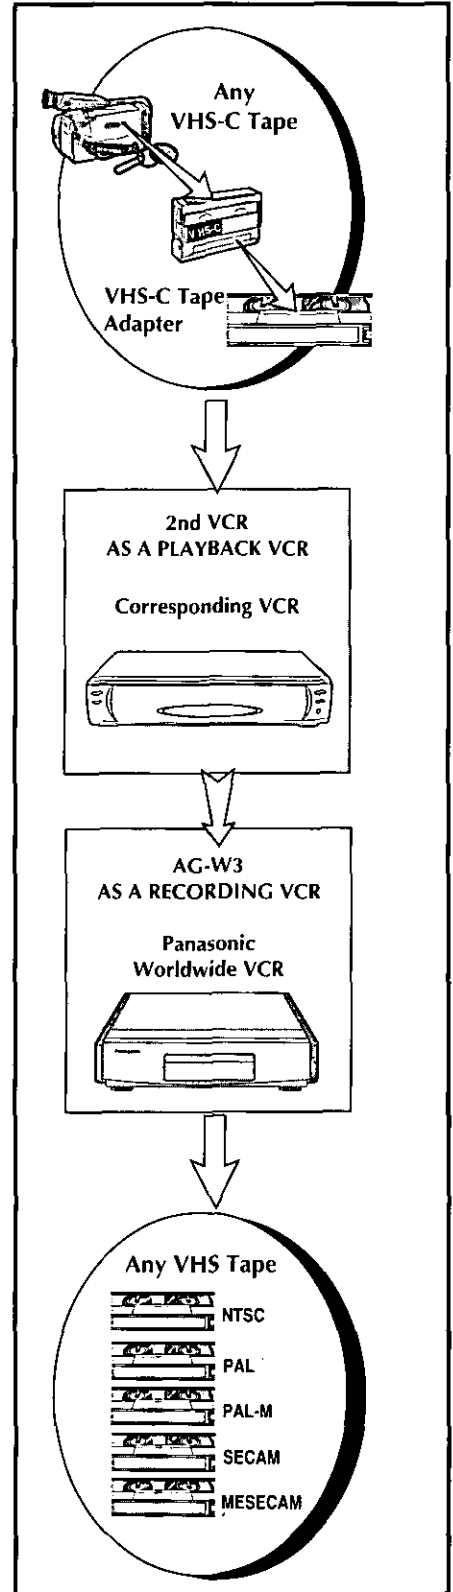 Any
VHS-C Tape
VHS-C
VHS-C Tape
Adapter
2nd VCR
AS A PLAYBACK VCR
Corresponding VCR
AG-W3
AS A RECORDING VCR
Panasonic
Worldwide VCR
Panasonic
Any VHS Tape
NTSC
PAL
PAL-M
SECAM
MESECAM